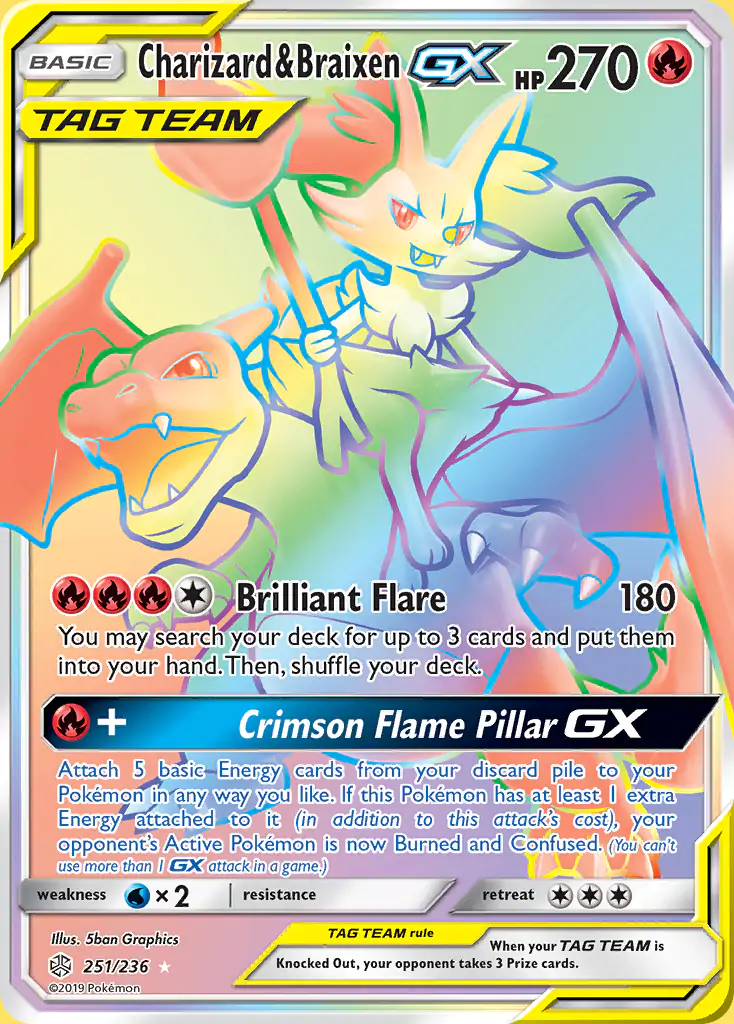 BASIC Charizard&Braixen GX HP270
TAG TEAM
Brilliant Flare 180
You may search your deck for up to 3 cards and put them
into your hand. Then, shuffle your deck.
+ Crimson Flame Pillar GX
Attach 5 basic Energy cards from your discard pile to your
Pokémon in any way you like. If this Pokémon has at least 1 extra
Energy attached to it (in addition to this attack's cost), your
opponent's Active Pokémon is now Burned and Confused. (You can't
use more than 1 GX attack in a game.)
weakness ×2 resistance retreat
Illus. 5ban Graphics
251/236
©2019 Pokémon
TAG TEAM rule
When your TAG TEAM is
Knocked Out, your opponent takes 3 Prize cards.